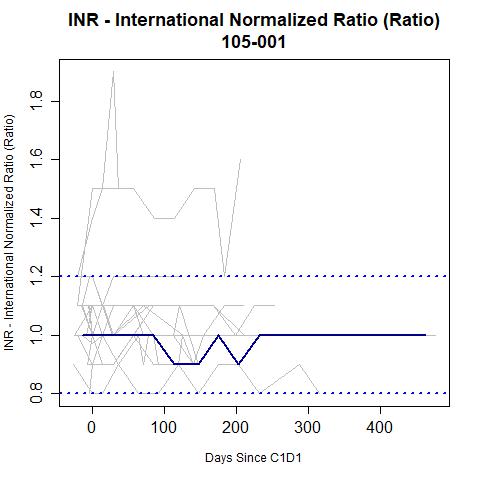 INR - International Normalized Ratio (Ratio)
105-001
INR - International Normalized Ratio (Ratio)
1.8
1.6
1.4
1.2
1.0
0.8
0 100 200 300 400
Days Since C1D1